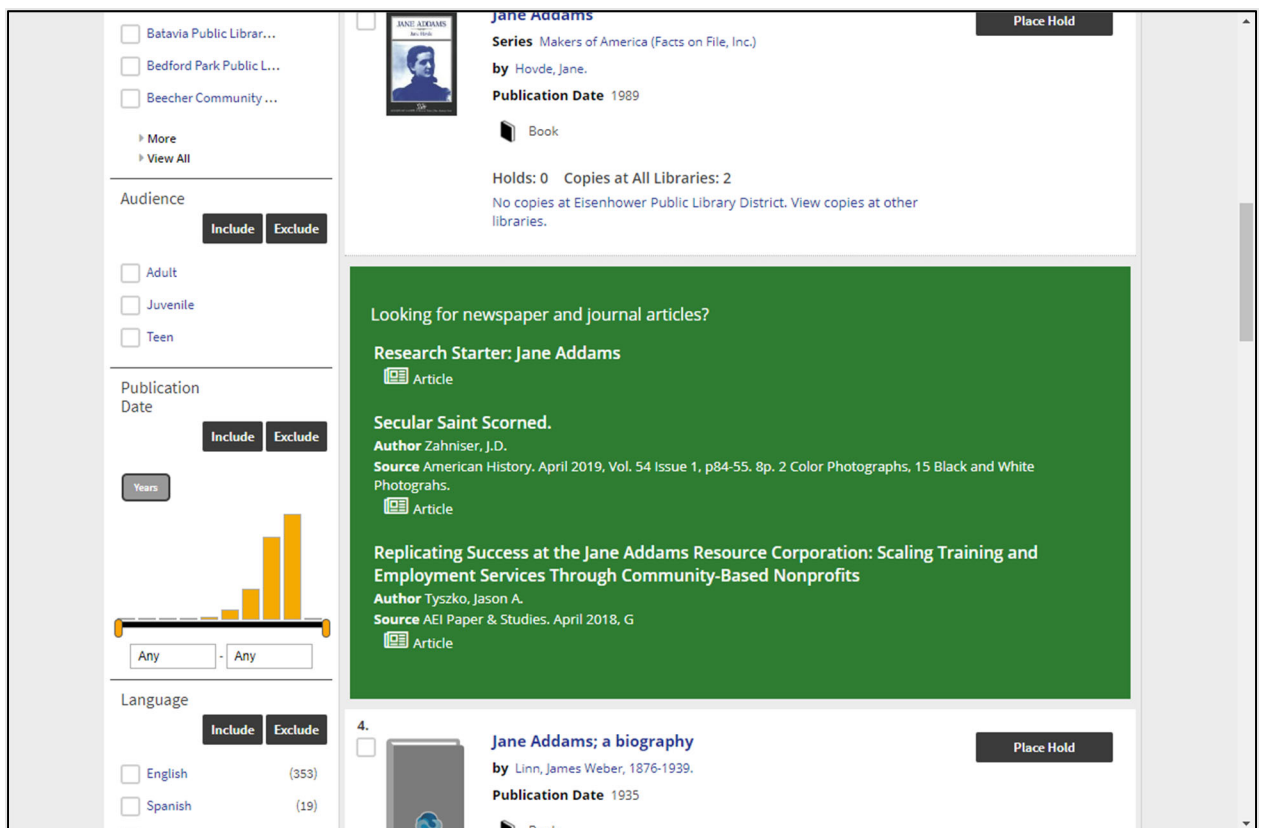 Batavia Public Librar...
Bedford Park Public L...
Beecher Community ...
More
View All
Audience
Include Exclude
Adult
Juvenile
Teen
Publication
Date
Include Exclude
Years
Any - Any
Language
Include Exclude
English (353)
Spanish (19)
JANE ADDAMS
Jane Hovde
Jane Addams
Place Hold
Series Makers of America (Facts on File, Inc.)
by Hovde, Jane.
Publication Date 1989
Book
Holds: 0 Copies at All Libraries: 2
No copies at Eisenhower Public Library District. View copies at other
libraries.
Looking for newspaper and journal articles?
Research Starter: Jane Addams
Article
Secular Saint Scorned.
Author Zahniser, J.D.
Source American History. April 2019, Vol. 54 Issue 1, p84-55. 8p. 2 Color Photographs, 15 Black and White
Photograhs.
Article
Replicating Success at the Jane Addams Resource Corporation: Scaling Training and
Employment Services Through Community-Based Nonprofits
Author Tyszko, Jason A.
Source AEI Paper & Studies. April 2018, G
Article
4.
Jane Addams; a biography
Place Hold
by Linn, James Weber, 1876-1939.
Publication Date 1935
Book